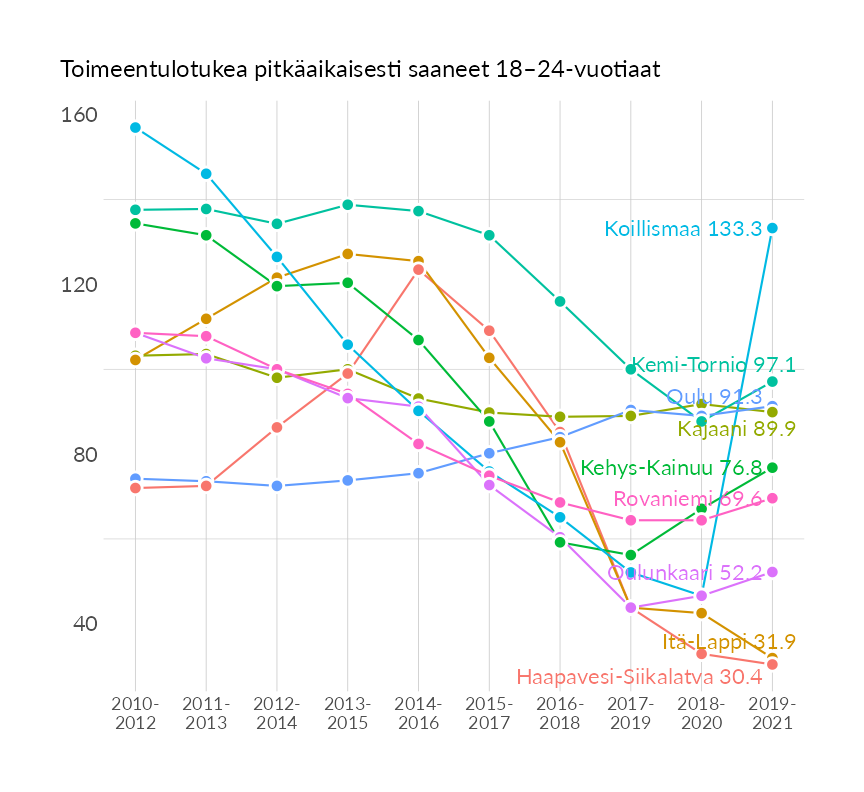 Toimeentulotukea pitkäaikaisesti saaneet 18–24-vuotiaat
160
Koillismaa 133.3
120
Kemi-Tornio 97.1
Oulu 91.3
Kajaani 89.9
80
Kehys-Kainuu 76.8
Rovaniemi 69.6
Oulunkaari 52.2
40
Itä-Lappi 31.9
Haapavesi-Siikalatva 30.4
2010- 2011- 2012- 2013- 2014- 2015- 2016- 2017- 2018- 2019-
2012 2013 2014 2015 2016 2017 2018 2019 2020 2021